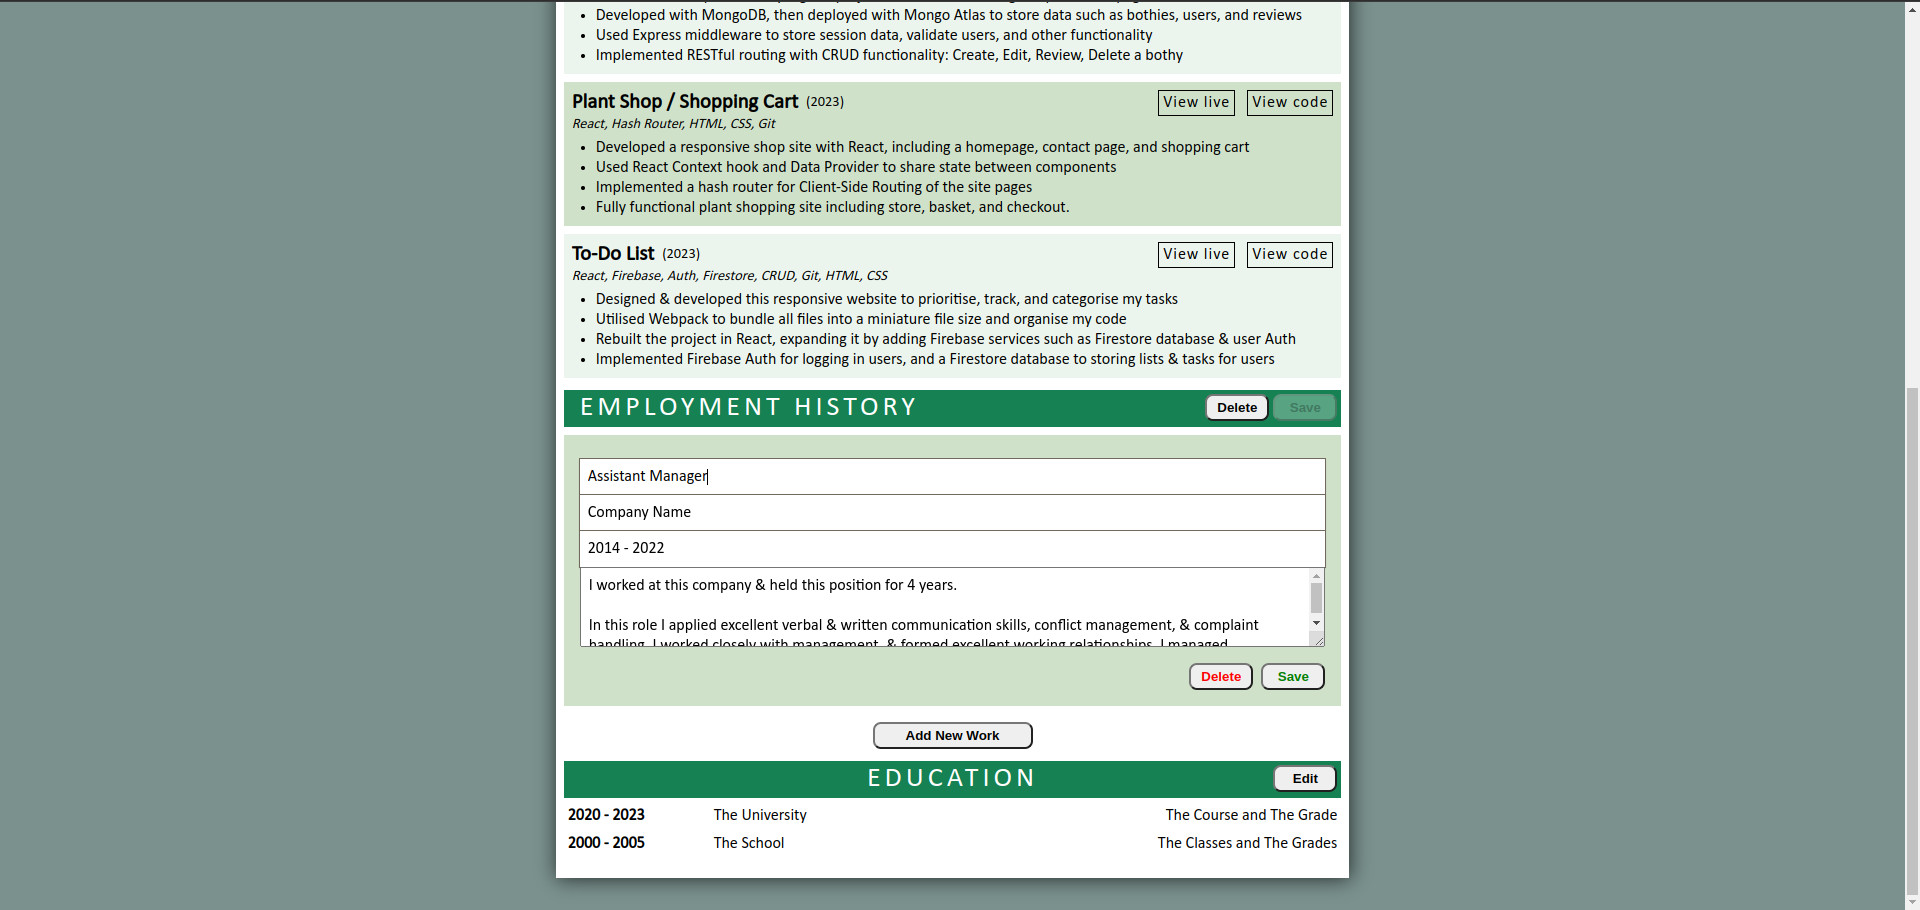 Developed with MongoDB, then deployed with Mongo Atlas to store data such as bothies, users, and reviews
Used Express middleware to store session data, validate users, and other functionality
Implemented RESTful routing with CRUD functionality: Create, Edit, Review, Delete a bothy
Plant Shop / Shopping Cart (2023) View live View code
React, Hash Router, HTML, CSS, Git
Developed a responsive shop site with React, including a homepage, contact page, and shopping cart
Used React Context hook and Data Provider to share state between components
Implemented a hash router for Client-Side Routing of the site pages
Fully functional plant shopping site including store, basket, and checkout.
To-Do List (2023) View live View code
React, Firebase, Auth, Firestore, CRUD, Git, HTML, CSS
Designed & developed this responsive website to prioritise, track, and categorise my tasks
Utilised Webpack to bundle all files into a miniature file size and organise my code
Rebuilt the project in React, expanding it by adding Firebase services such as Firestore database & user Auth
Implemented Firebase Auth for logging in users, and a Firestore database to storing lists & tasks for users
EMPLOYMENT HISTORY Delete Save
Assistant Manager
Company Name
2014 - 2022
I worked at this company & held this position for 4 years.
In this role I applied excellent verbal & written communication skills, conflict management, & complaint
handling. I worked closely with management, & formed excellent working relationships. I managed
Delete Save
Add New Work
EDUCATION Edit
2020 - 2023 The University The Course and The Grade
2000 - 2005 The School The Classes and The Grades